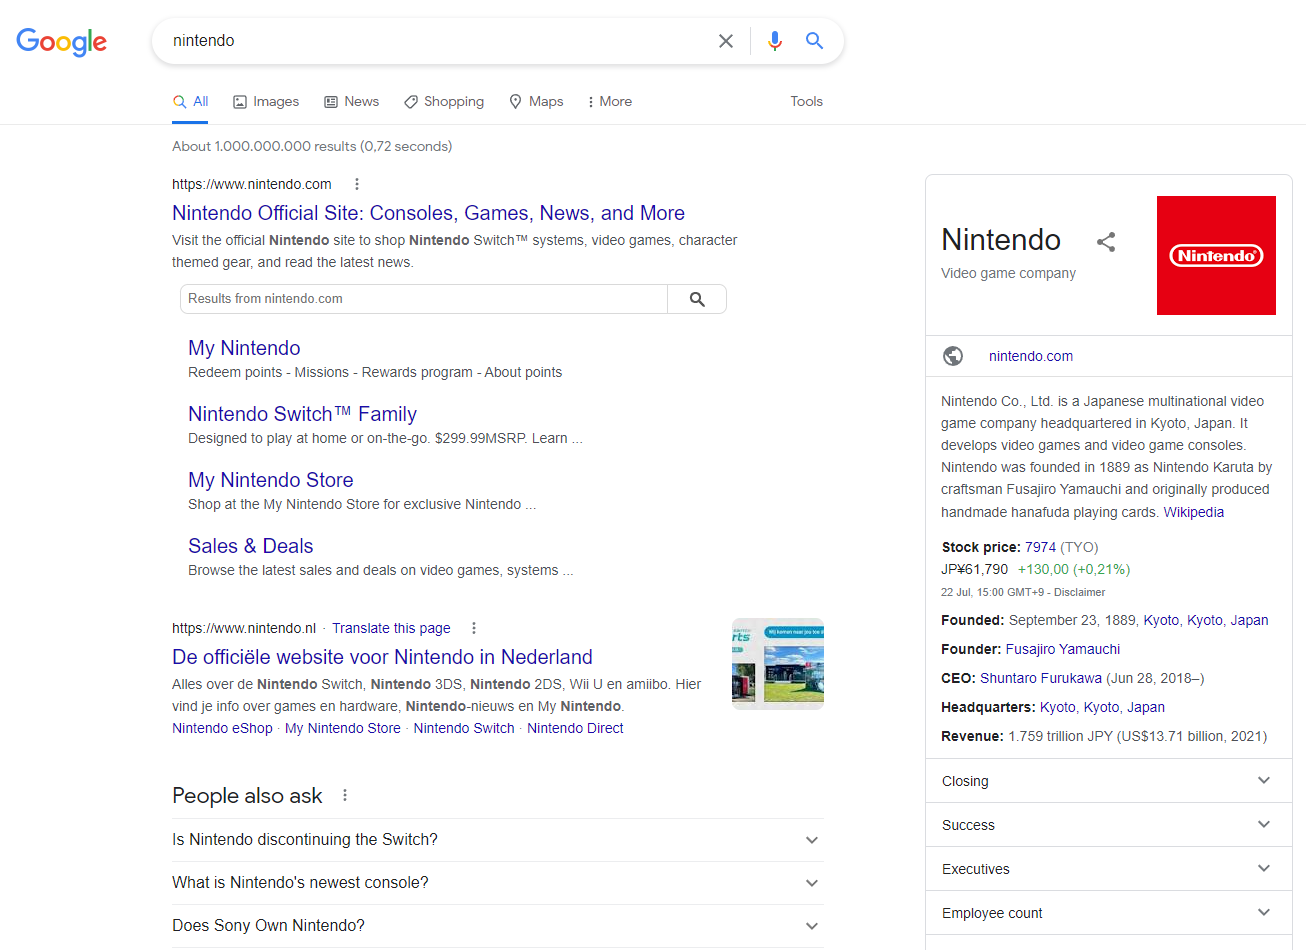 Google
nintendo
All
Images
News
Shopping
Maps
More
Tools
About 1.000.000.000 results (0,72 seconds)
https://www.nintendo.com
Nintendo Official Site: Consoles, Games, News, and More
Visit the official Nintendo site to shop Nintendo Switch™ systems, video games, character
themed gear, and read the latest news.
Results from nintendo.com
My Nintendo
Redeem points - Missions - Rewards program - About points
Nintendo Switch™ Family
Designed to play at home or on-the-go. $299.99MSRP. Learn ...
My Nintendo Store
Shop at the My Nintendo Store for exclusive Nintendo ...
Sales & Deals
Browse the latest sales and deals on video games, systems ...
https://www.nintendo.nl · Translate this page
De officiële website voor Nintendo in Nederland
Alles over de Nintendo Switch, Nintendo 3DS, Nintendo 2DS, Wii U en amiibo. Hier
vind je info over games en hardware, Nintendo-nieuws en My Nintendo.
Nintendo eShop · My Nintendo Store · Nintendo Switch · Nintendo Direct
People also ask
Is Nintendo discontinuing the Switch?
What is Nintendo's newest console?
Does Sony Own Nintendo?
Nintendo
Video game company
Nintendo
nintendo.com
Nintendo Co., Ltd. is a Japanese multinational video
game company headquartered in Kyoto, Japan. It
develops video games and video game consoles.
Nintendo was founded in 1889 as Nintendo Karuta by
craftsman Fusajiro Yamauchi and originally produced
handmade hanafuda playing cards. Wikipedia
Stock price: 7974 (TYO)
JP¥61,790 +130,00 (+0,21%)
22 Jul, 15:00 GMT+9 - Disclaimer
Founded: September 23, 1889, Kyoto, Kyoto, Japan
Founder: Fusajiro Yamauchi
CEO: Shuntaro Furukawa (Jun 28, 2018–)
Headquarters: Kyoto, Kyoto, Japan
Revenue: 1.759 trillion JPY (US$13.71 billion, 2021)
Closing
Success
Executives
Employee count